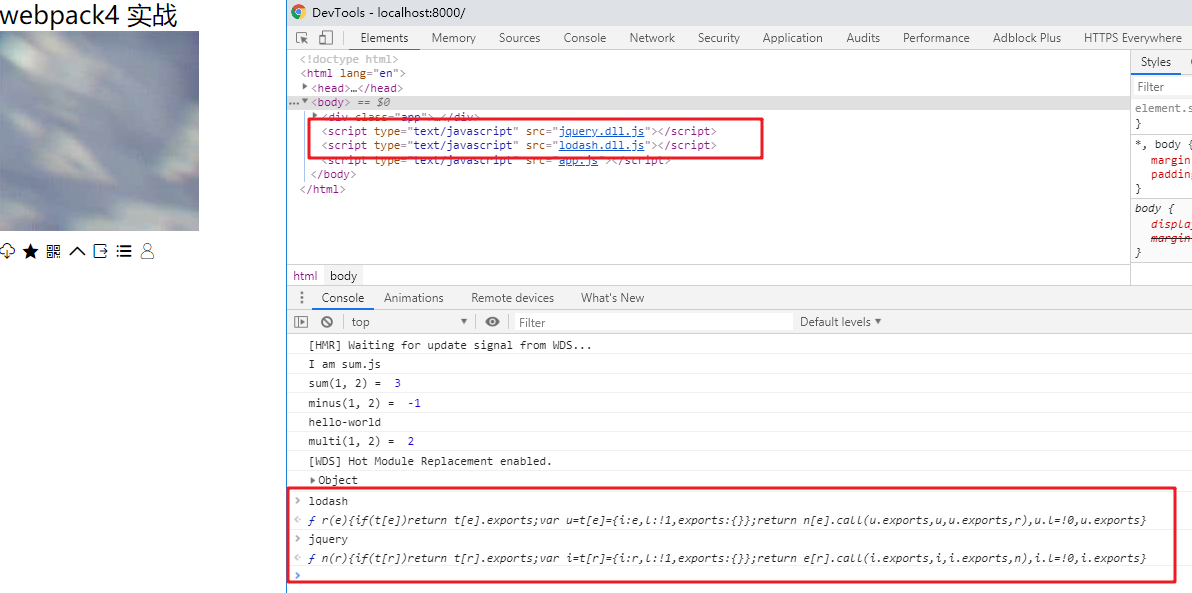 webpack4 实战
DevTools - localhost:8000/
Elements Memory Sources Console Network Security Application Audits Performance Adblock Plus HTTPS Everywhere
<!doctype html>
<html lang="en">
<head>…</head>
<body> == $0
<div class="app">…</div>
<script type="text/javascript" src="jquery.dll.js"></script>
<script type="text/javascript" src="lodash.dll.js"></script>
<script type="text/javascript" src="app.js"></script>
</body>
</html>
Styles
Filter
element.s
}
*, body {
margin
paddin
}
body {
displa
margin
}
html body
Console Animations Remote devices What's New
top Filter Default levels ▼
[HMR] Waiting for update signal from WDS...
I am sum.js
sum(1, 2) = 3
minus(1, 2) = -1
hello-world
multi(1, 2) = 2
[WDS] Hot Module Replacement enabled.
Object
lodash
ƒ r(e){if(t[e])return t[e].exports;var u=t[e]={i:e,l:!1,exports:{}};return n[e].call(u.exports,u,u.exports,r),u.l=!0,u.exports}
jquery
ƒ n(r){if(t[r])return t[r].exports;var i=t[r]={i:r,l:!1,exports:{}};return e[r].call(i.exports,i,i.exports,n),i.l=!0,i.exports}